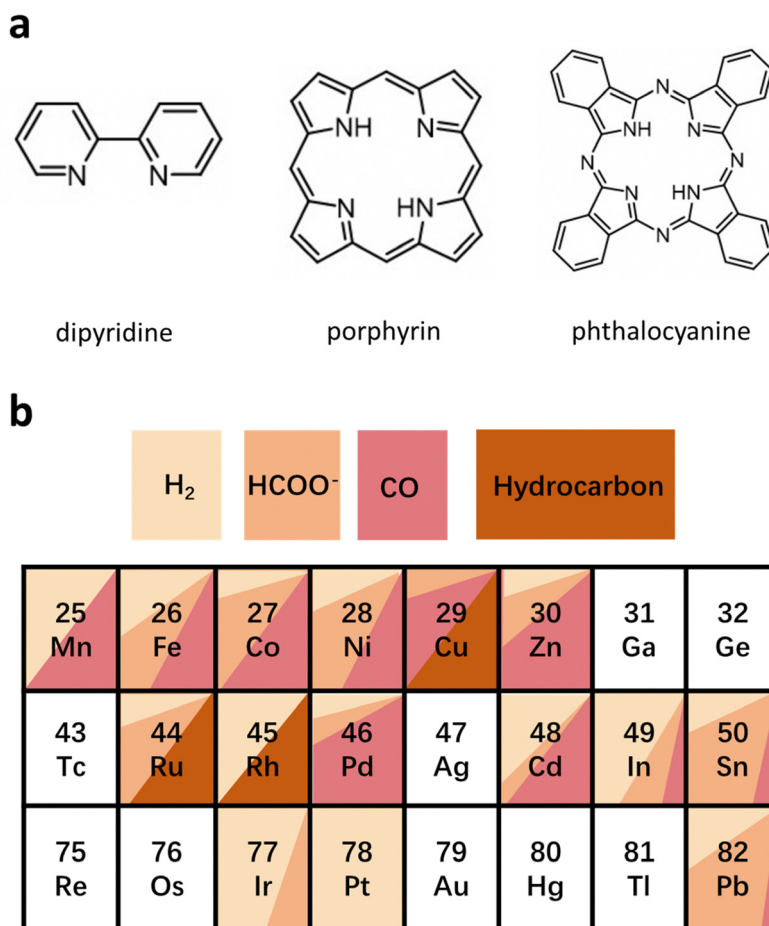 a
N N
NH N
N HN
N
NH N
N N
N HN
N
dipyridine porphyrin phthalocyanine
b
H₂ HCOO⁻ CO Hydrocarbon
25 26 27 28 29 30 31 32
Mn Fe Co Ni Cu Zn Ga Ge
43 44 45 46 47 48 49 50
Tc Ru Rh Pd Ag Cd In Sn
75 76 77 78 79 80 81 82
Re Os Ir Pt Au Hg Tl Pb